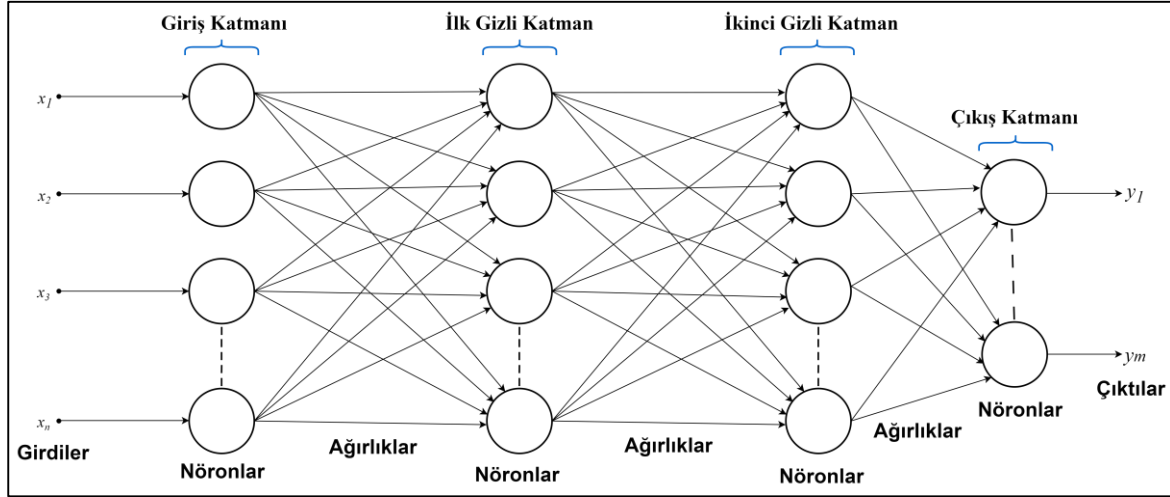 Giriş Katmanı
İlk Gizli Katman
İkinci Gizli Katman
Çıkış Katmanı
x1
x2
x3
xn
y1
ym
Girdiler
Nöronlar
Ağırlıklar
Nöronlar
Ağırlıklar
Nöronlar
Ağırlıklar
Nöronlar
Çıktılar